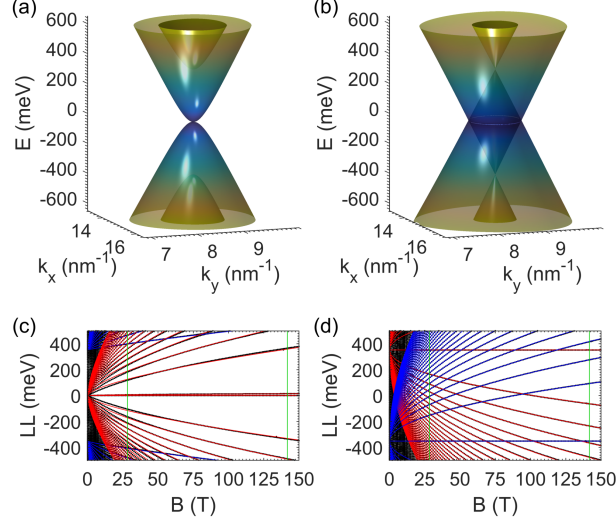 (a) (b)
600 600
400 400
200 200
0 0
-200 -200
-400 -400
-600 -600
E (meV) E (meV)
14 16 7 8 9 14 16 7 8 9
kx (nm-1) ky (nm-1) kx (nm-1) ky (nm-1)
(c) (d)
400 400
200 200
0 0
-200 -200
-400 -400
LL (meV) LL (meV)
0 25 50 75 100 125 150 0 25 50 75 100 125 150
B (T) B (T)